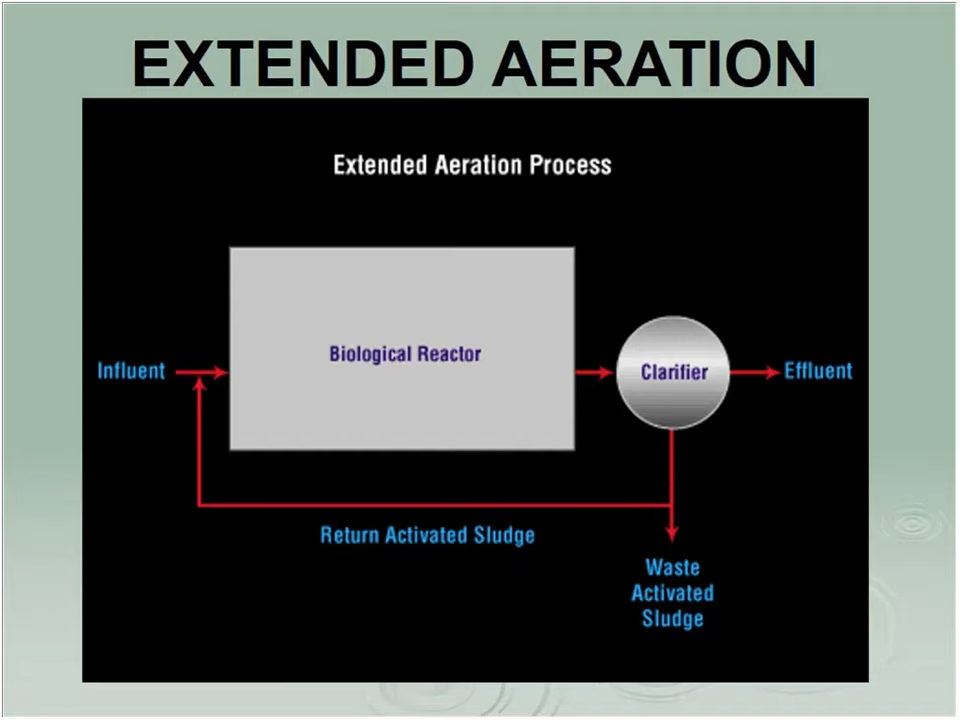 EXTENDED AERATION
Extended Aeration Process
Biological Reactor
Influent
Clarifier
Effluent
Return Activated Sludge
Waste
Activated
Sludge